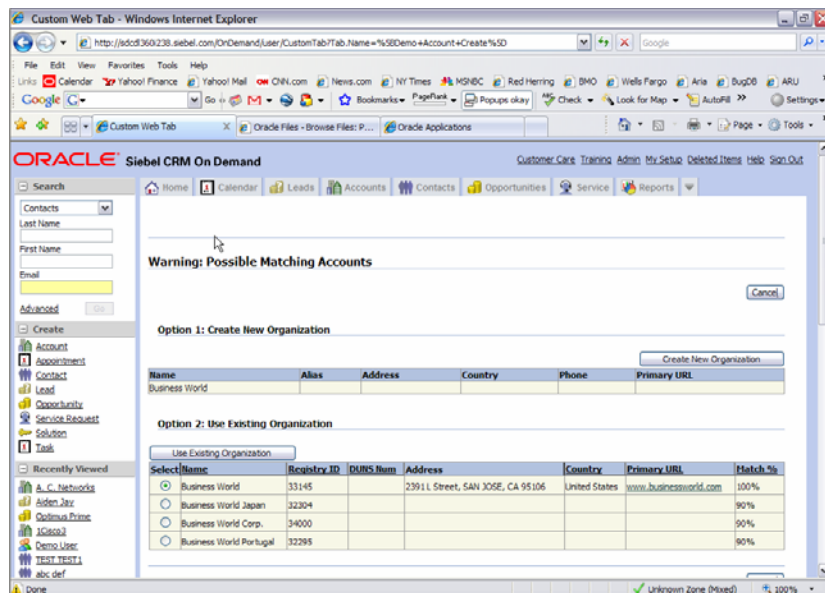 Custom Web Tab - Windows Internet Explorer
http://sdcdl360i238.siebel.com/OnDemand/user/CustomTab?Tab.Name=%5BDemo+Account+Create%5D
Google
File Edit View Favorites Tools Help
Links Calendar Yahoo! Finance Yahoo! Mail CNN.com News.com NY Times MSNBC Red Herring BMO Wells Fargo Aria BugDB ARU
Google Go Bookmarks PageRank Popups okay Check Look for Map AutoFill Settings
Custom Web Tab X Oracle Files - Browse Files: P... Oracle Applications Page Tools
ORACLE Siebel CRM On Demand Customer Care Training Admin My Setup Deleted Items Help Sign Out
Search Home Calendar Leads Accounts Contacts Opportunities Service Reports
Contacts
Last Name
First Name
Email
Advanced Go
Create
Account
Appointment
Contact
Lead
Opportunity
Service Request
Solution
Task
Recently Viewed
A. C. Networks
Aiden Jay
Optimus Prime
1Cisco3
Demo User
TEST TEST1
abc def
Warning: Possible Matching Accounts
Cancel
Option 1: Create New Organization
Create New Organization
Name Alias Address Country Phone Primary URL
Business World
Option 2: Use Existing Organization
Use Existing Organization
Select Name Registry ID DUNS Num Address Country Primary URL Match %
Business World 33145 2391 L Street, SAN JOSE, CA 95106 United States www.businessworld.com 100%
Business World Japan 32304 90%
Business World Corp. 34000 90%
Business World Portugal 32295 90%
Done Unknown Zone (Mixed) 100%